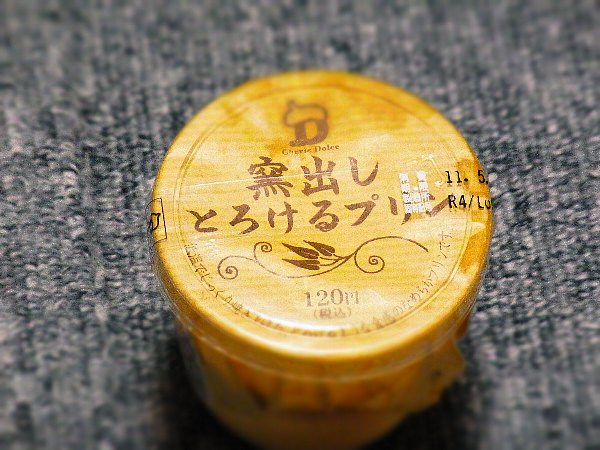 Cherie Dolce
窯出し
とろけるプリン
120円
(税込)
11. 5.
R4/Lo